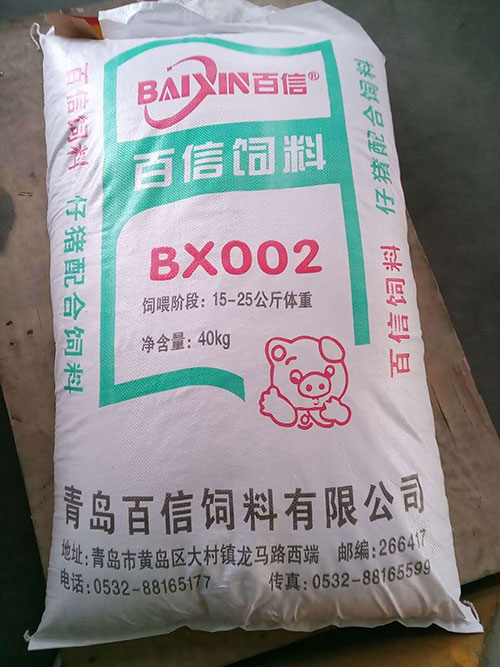 BAIXIN百信®
百信饲料
BX002
饲喂阶段：15-25公斤体重
净含量：40kg
百信饲料 仔猪配合饲料
百信饲料 仔猪配合饲料
青岛百信饲料有限公司
地址：青岛市黄岛区大村镇龙马路西端 邮编：266417
电话：0532-88165177 传真：0532-88165599